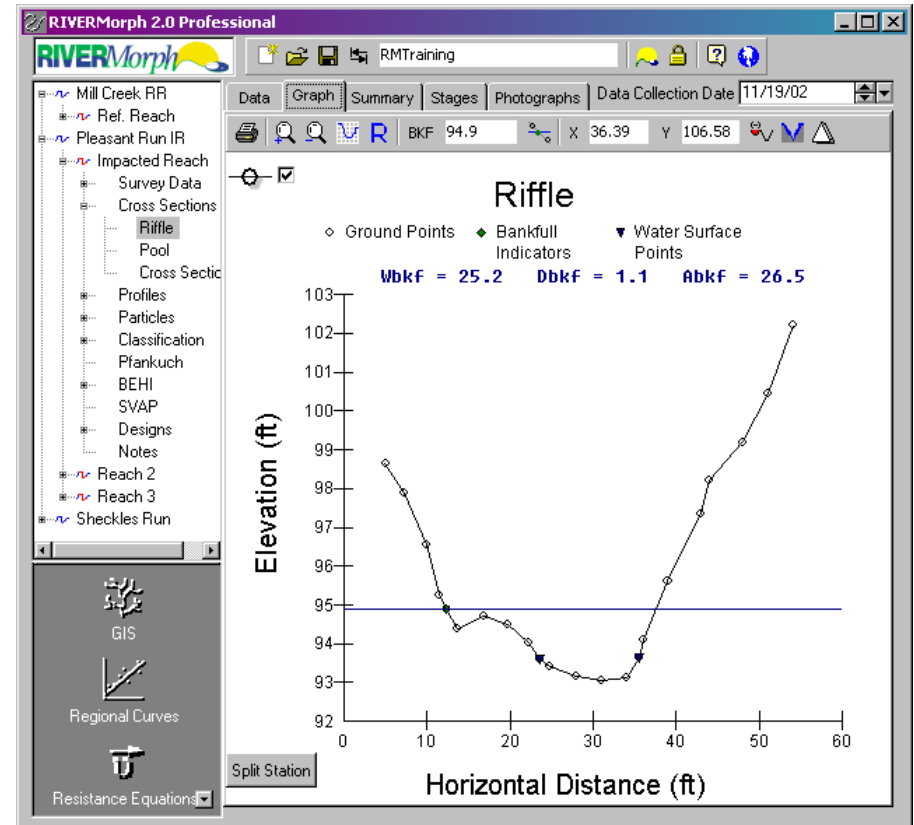 RIVERMorph 2.0 Professional
RIVERMorph
RMTraining
Mill Creek RR
Ref. Reach
Pleasant Run IR
Impacted Reach
Survey Data
Cross Sections
Riffle
Pool
Cross Sectic
Profiles
Particles
Classification
Pfankuch
BEHI
SVAP
Designs
Notes
Reach 2
Reach 3
Sheckles Run
GIS
Regional Curves
Resistance Equations
Data Graph Summary Stages Photographs Data Collection Date 11/19/02
R BKF 94.9 X 36.39 Y 106.58
Riffle
Ground Points Bankfull Indicators Water Surface Points
Wbkf = 25.2 Dbkf = 1.1 Abkf = 26.5
Elevation (ft)
103
102
101
100
99
98
97
96
95
94
93
92
0 10 20 30 40 50 60
Horizontal Distance (ft)
Split Station